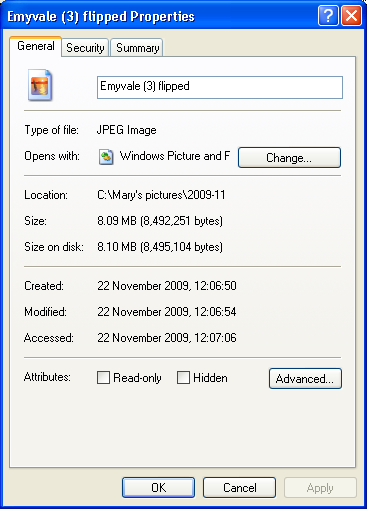 Emyvale (3) flipped Properties
General Security Summary
Emyvale (3) flipped
Type of file: JPEG Image
Opens with: Windows Picture and F Change...
Location: C:\Mary's pictures\2009-11
Size: 8.09 MB (8,492,251 bytes)
Size on disk: 8.10 MB (8,495,104 bytes)
Created: 22 November 2009, 12:06:50
Modified: 22 November 2009, 12:06:54
Accessed: 22 November 2009, 12:07:06
Attributes: Read-only Hidden Advanced...
OK Cancel Apply